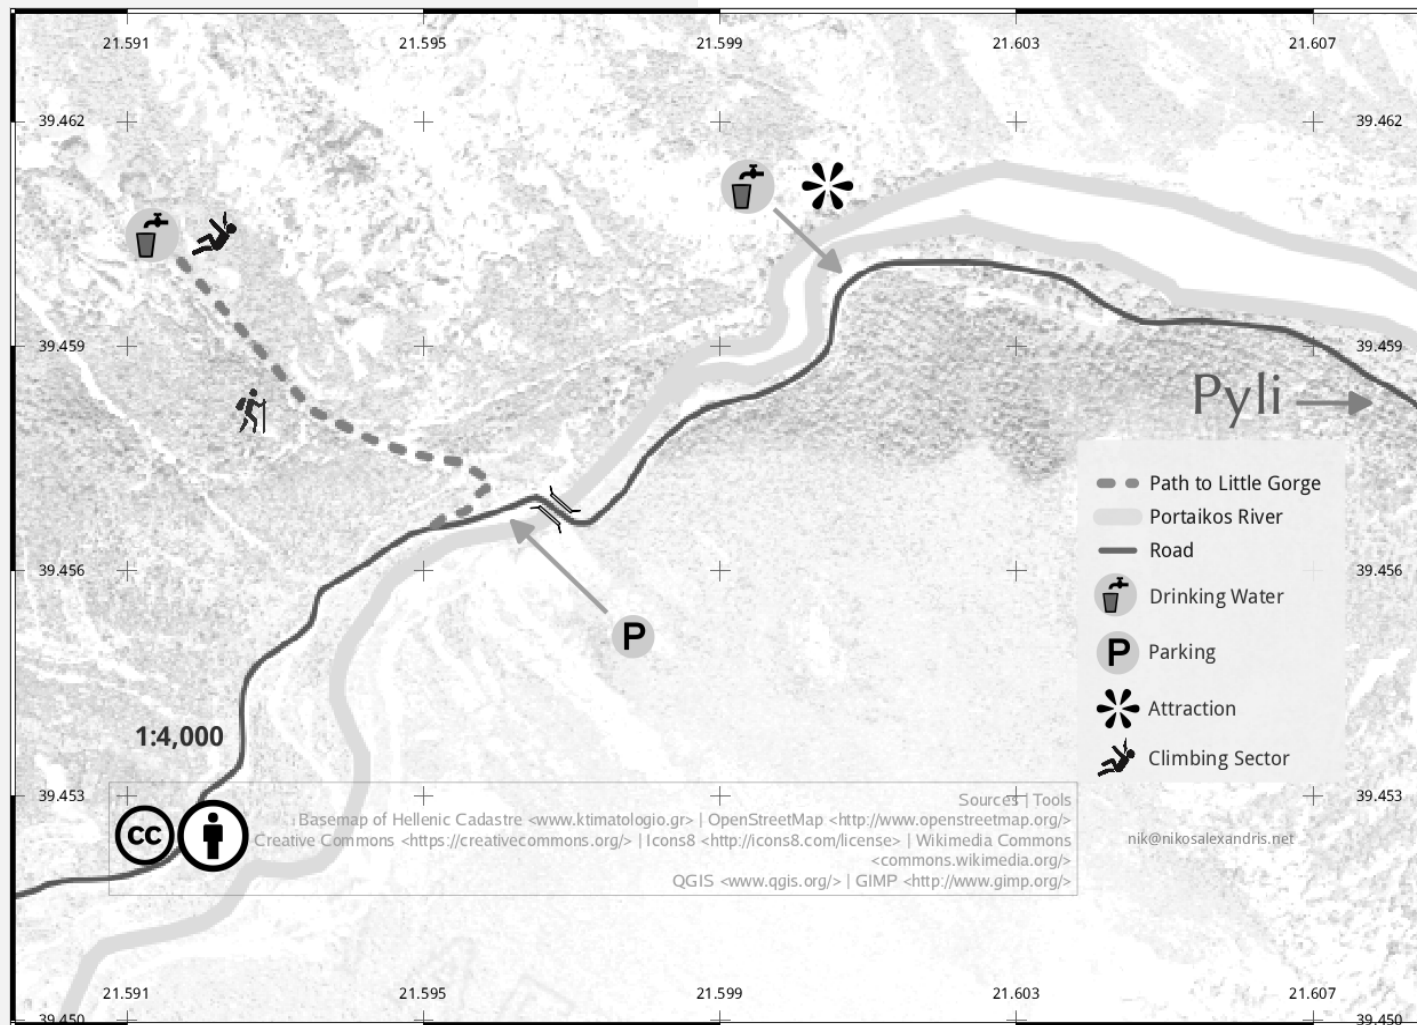 21.591 21.595 21.599 21.603 21.607
39.462 39.462
39.459 39.459
Pyli
Path to Little Gorge
Portaikos River
Road
39.456 39.456
Drinking Water
P
Parking
P
Attraction
1:4,000
Climbing Sector
39.453 39.453
Sources | Tools
Basemap of Hellenic Cadastre <www.ktimatologio.gr> | OpenStreetMap <http://www.openstreetmap.org/>
cc
Creative Commons <https://creativecommons.org/> | Icons8 <http://icons8.com/license> | Wikimedia Commons
<commons.wikimedia.org/>
QGIS <www.qgis.org/> | GIMP <http://www.gimp.org/>
nik@nikosalexandris.net
21.591 21.595 21.599 21.603 21.607
39.450 39.450